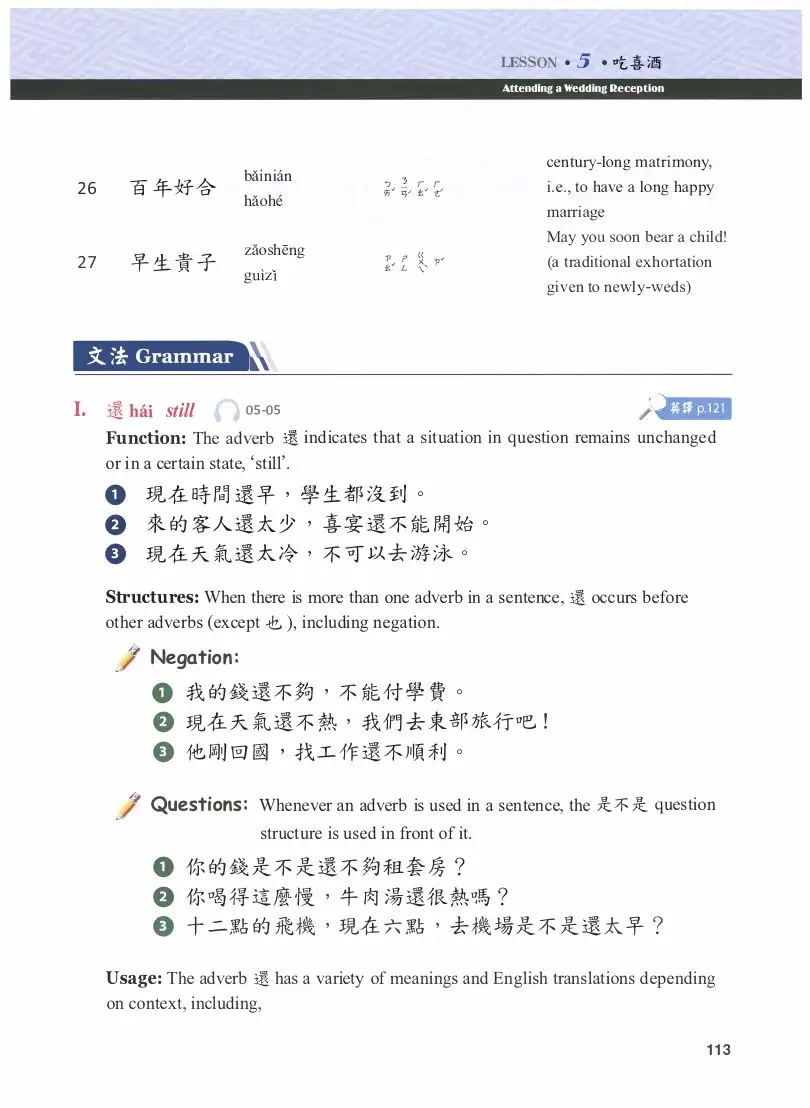 LESSON • 5 • 吃喜酒
Attending a Wedding Reception
26 百年好合 bǎinián hǎohé ㄅㄞˇ ㄋㄧㄢˊ ㄏㄠˇ ㄏㄜˊ century-long matrimony, i.e., to have a long happy marriage
27 早生貴子 zǎoshēng guìzǐ ㄗㄠˇ ㄕㄥ ㄍㄨㄟˋ ㄗˇ May you soon bear a child! (a traditional exhortation given to newly-weds)
文法 Grammar
I. 還 hái still 05-05 英譯 p.121
Function: The adverb 還 indicates that a situation in question remains unchanged
or in a certain state, ‘still’.
1 現在時間還早，學生都沒到。
2 來的客人還太少，喜宴還不能開始。
3 現在天氣還太冷，不可以去游泳。
Structures: When there is more than one adverb in a sentence, 還 occurs before
other adverbs (except 也 ), including negation.
Negation:
1 我的錢還不夠，不能付學費。
2 現在天氣還不熱，我們去東部旅行吧！
3 他剛回國，找工作還不順利。
Questions: Whenever an adverb is used in a sentence, the 是不是 question
structure is used in front of it.
1 你的錢是不是還不夠租套房？
2 你喝得這麼慢，牛肉湯還很熱嗎？
3 十二點的飛機，現在六點，去機場是不是還太早？
Usage: The adverb 還 has a variety of meanings and English translations depending
on context, including,
113